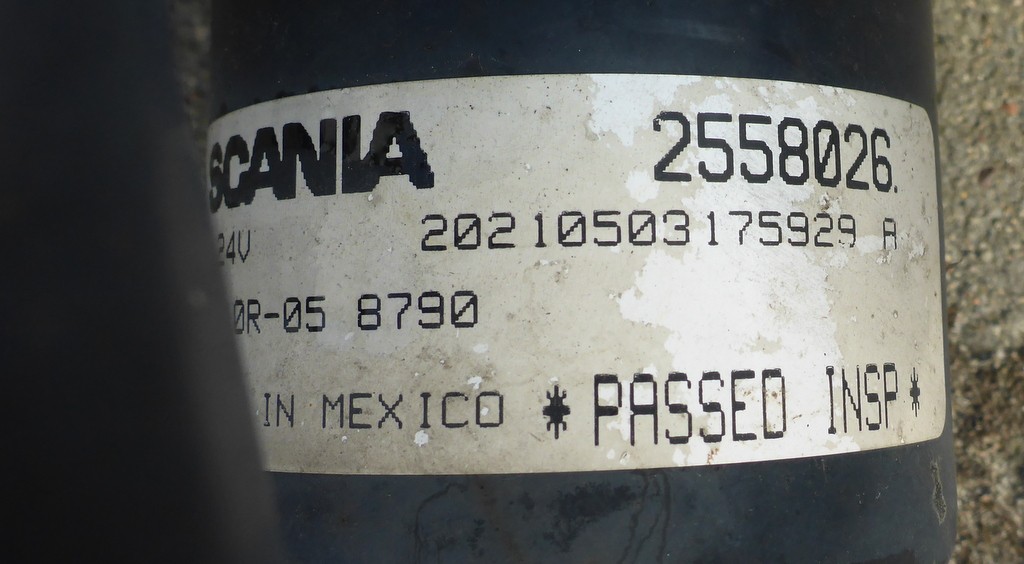 SCANIA 2558026.
24V 20210503175929 A
0R-05 8790
IN MEXICO *PASSED INSP*